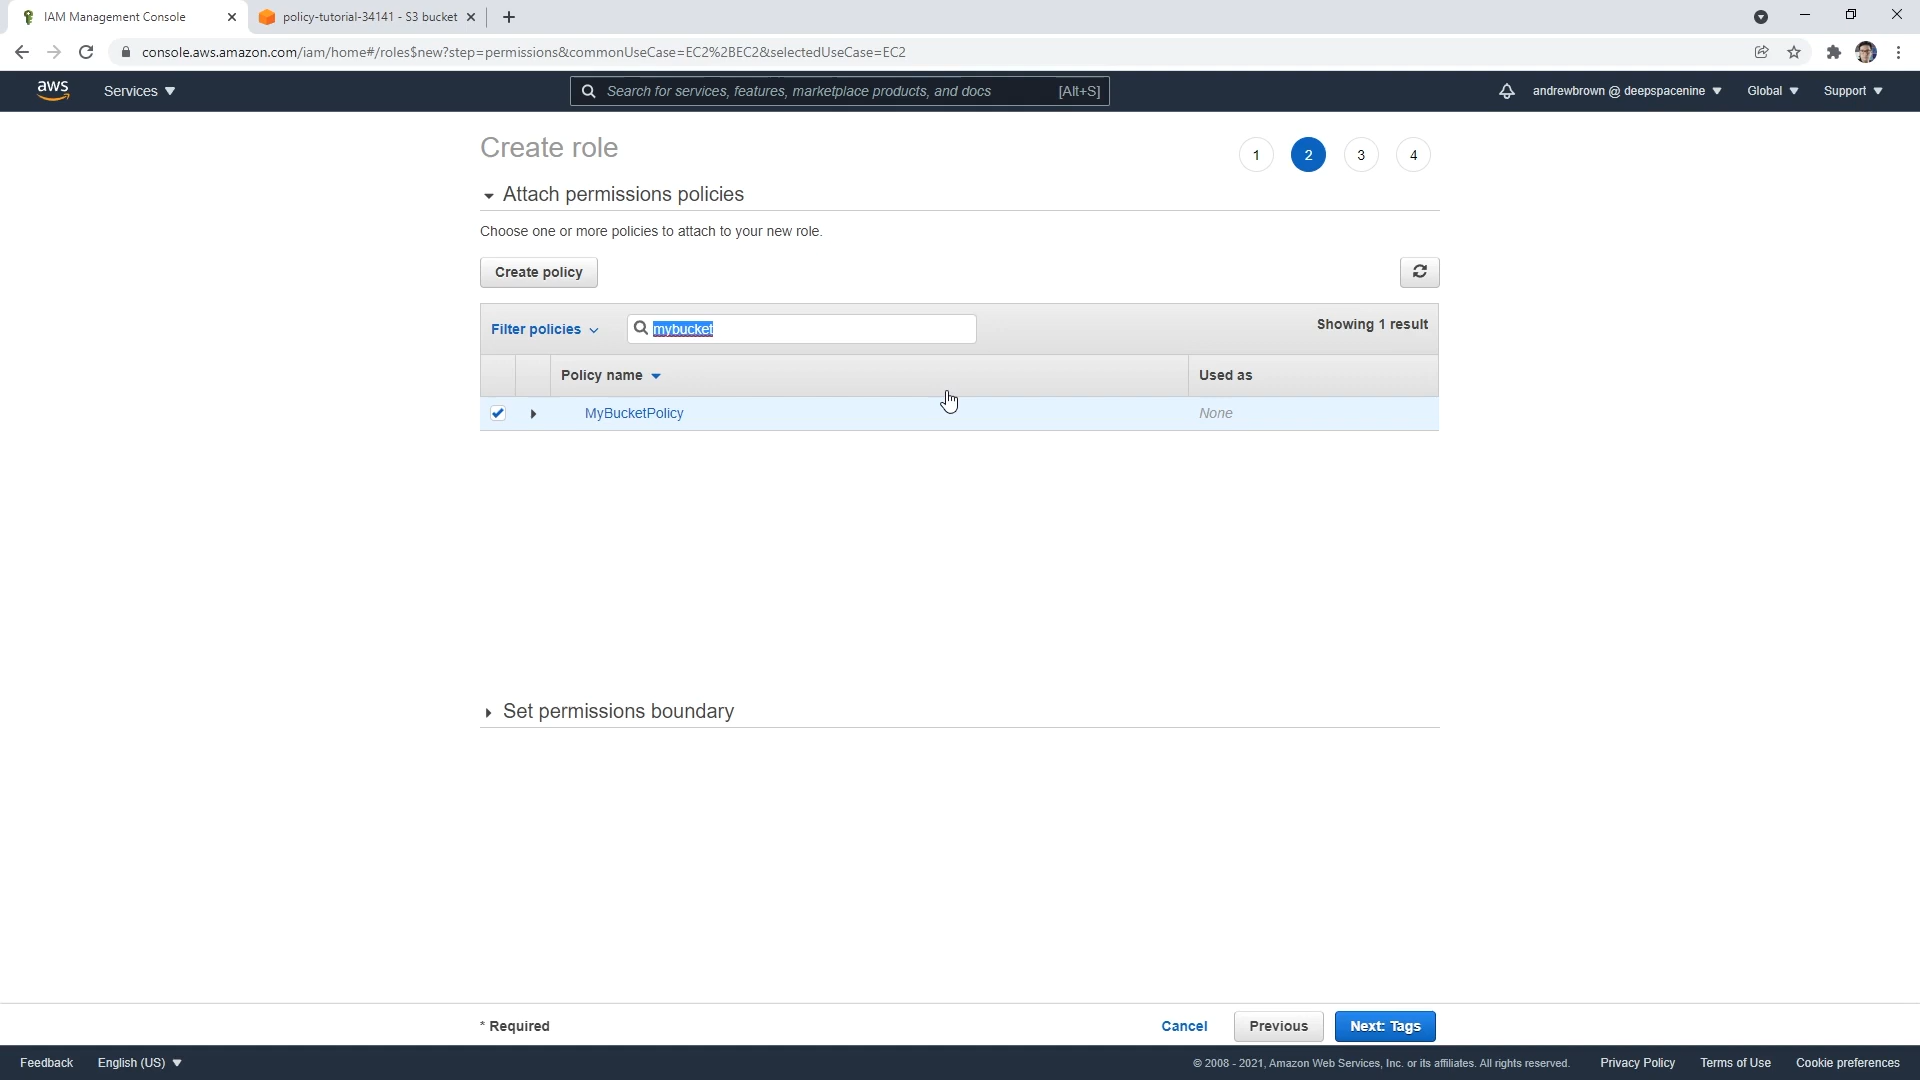 IAM Management Console
policy-tutorial-34141 - S3 bucket
console.aws.amazon.com/iam/home#/roles$new?step=permissions&commonUseCase=EC2%2BEC2&selectedUseCase=EC2
aws
Services
Search for services, features, marketplace products, and docs
[Alt+S]
andrewbrown @ deepspacenine
Global
Support
Create role
1
2
3
4
Attach permissions policies
Choose one or more policies to attach to your new role.
Create policy
Filter policies
mybucket
Showing 1 result
Policy name
Used as
MyBucketPolicy
None
Set permissions boundary
* Required
Cancel
Previous
Next: Tags
Feedback
English (US)
© 2008 - 2021, Amazon Web Services, Inc. or its affiliates. All rights reserved.
Privacy Policy
Terms of Use
Cookie preferences